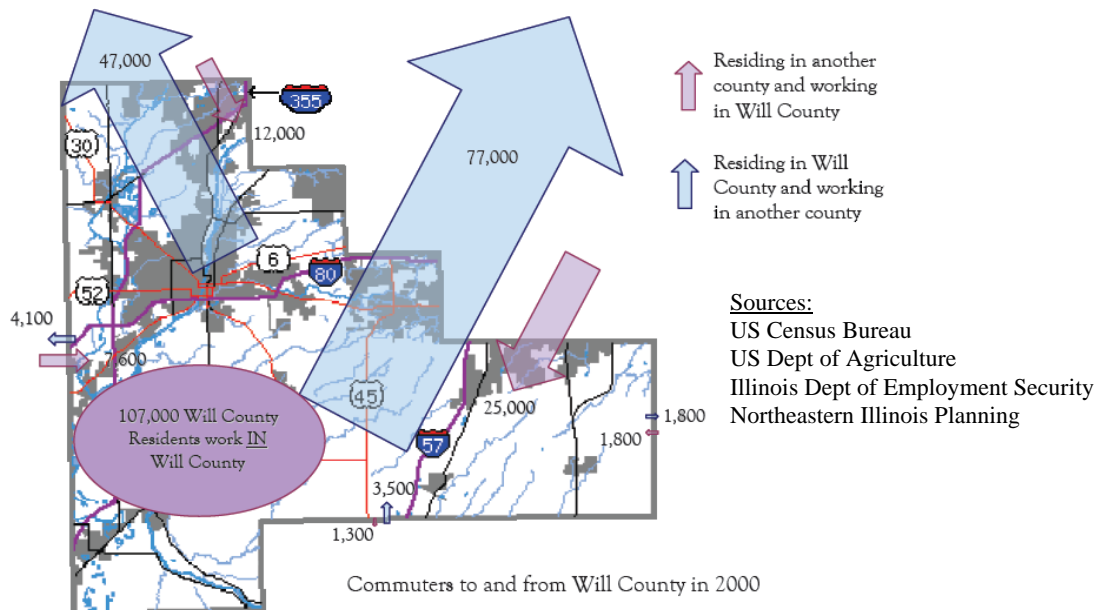 47,000
355
12,000
30
77,000
6
80
52
4,100
7,600
45
25,000
57
1,800
1,800
3,500
1,300
107,000 Will County
Residents work IN
Will County
Residing in another
county and working
in Will County
Residing in Will
County and working
in another county
Sources:
US Census Bureau
US Dept of Agriculture
Illinois Dept of Employment Security
Northeastern Illinois Planning
Commuters to and from Will County in 2000